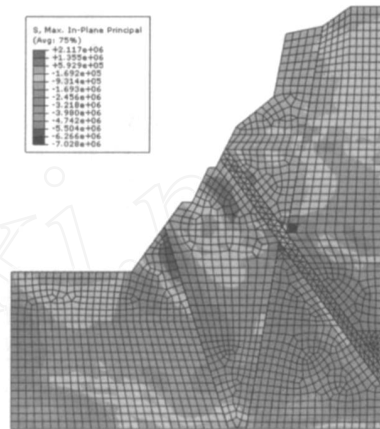 S, Max. In-Plane Principal
(Avg: 75%)
+2.117e+06
+1.355e+06
+5.929e+05
-1.692e+05
-9.314e+05
-1.693e+06
-2.456e+06
-3.218e+06
-3.980e+06
-4.742e+06
-5.504e+06
-6.266e+06
-7.028e+06